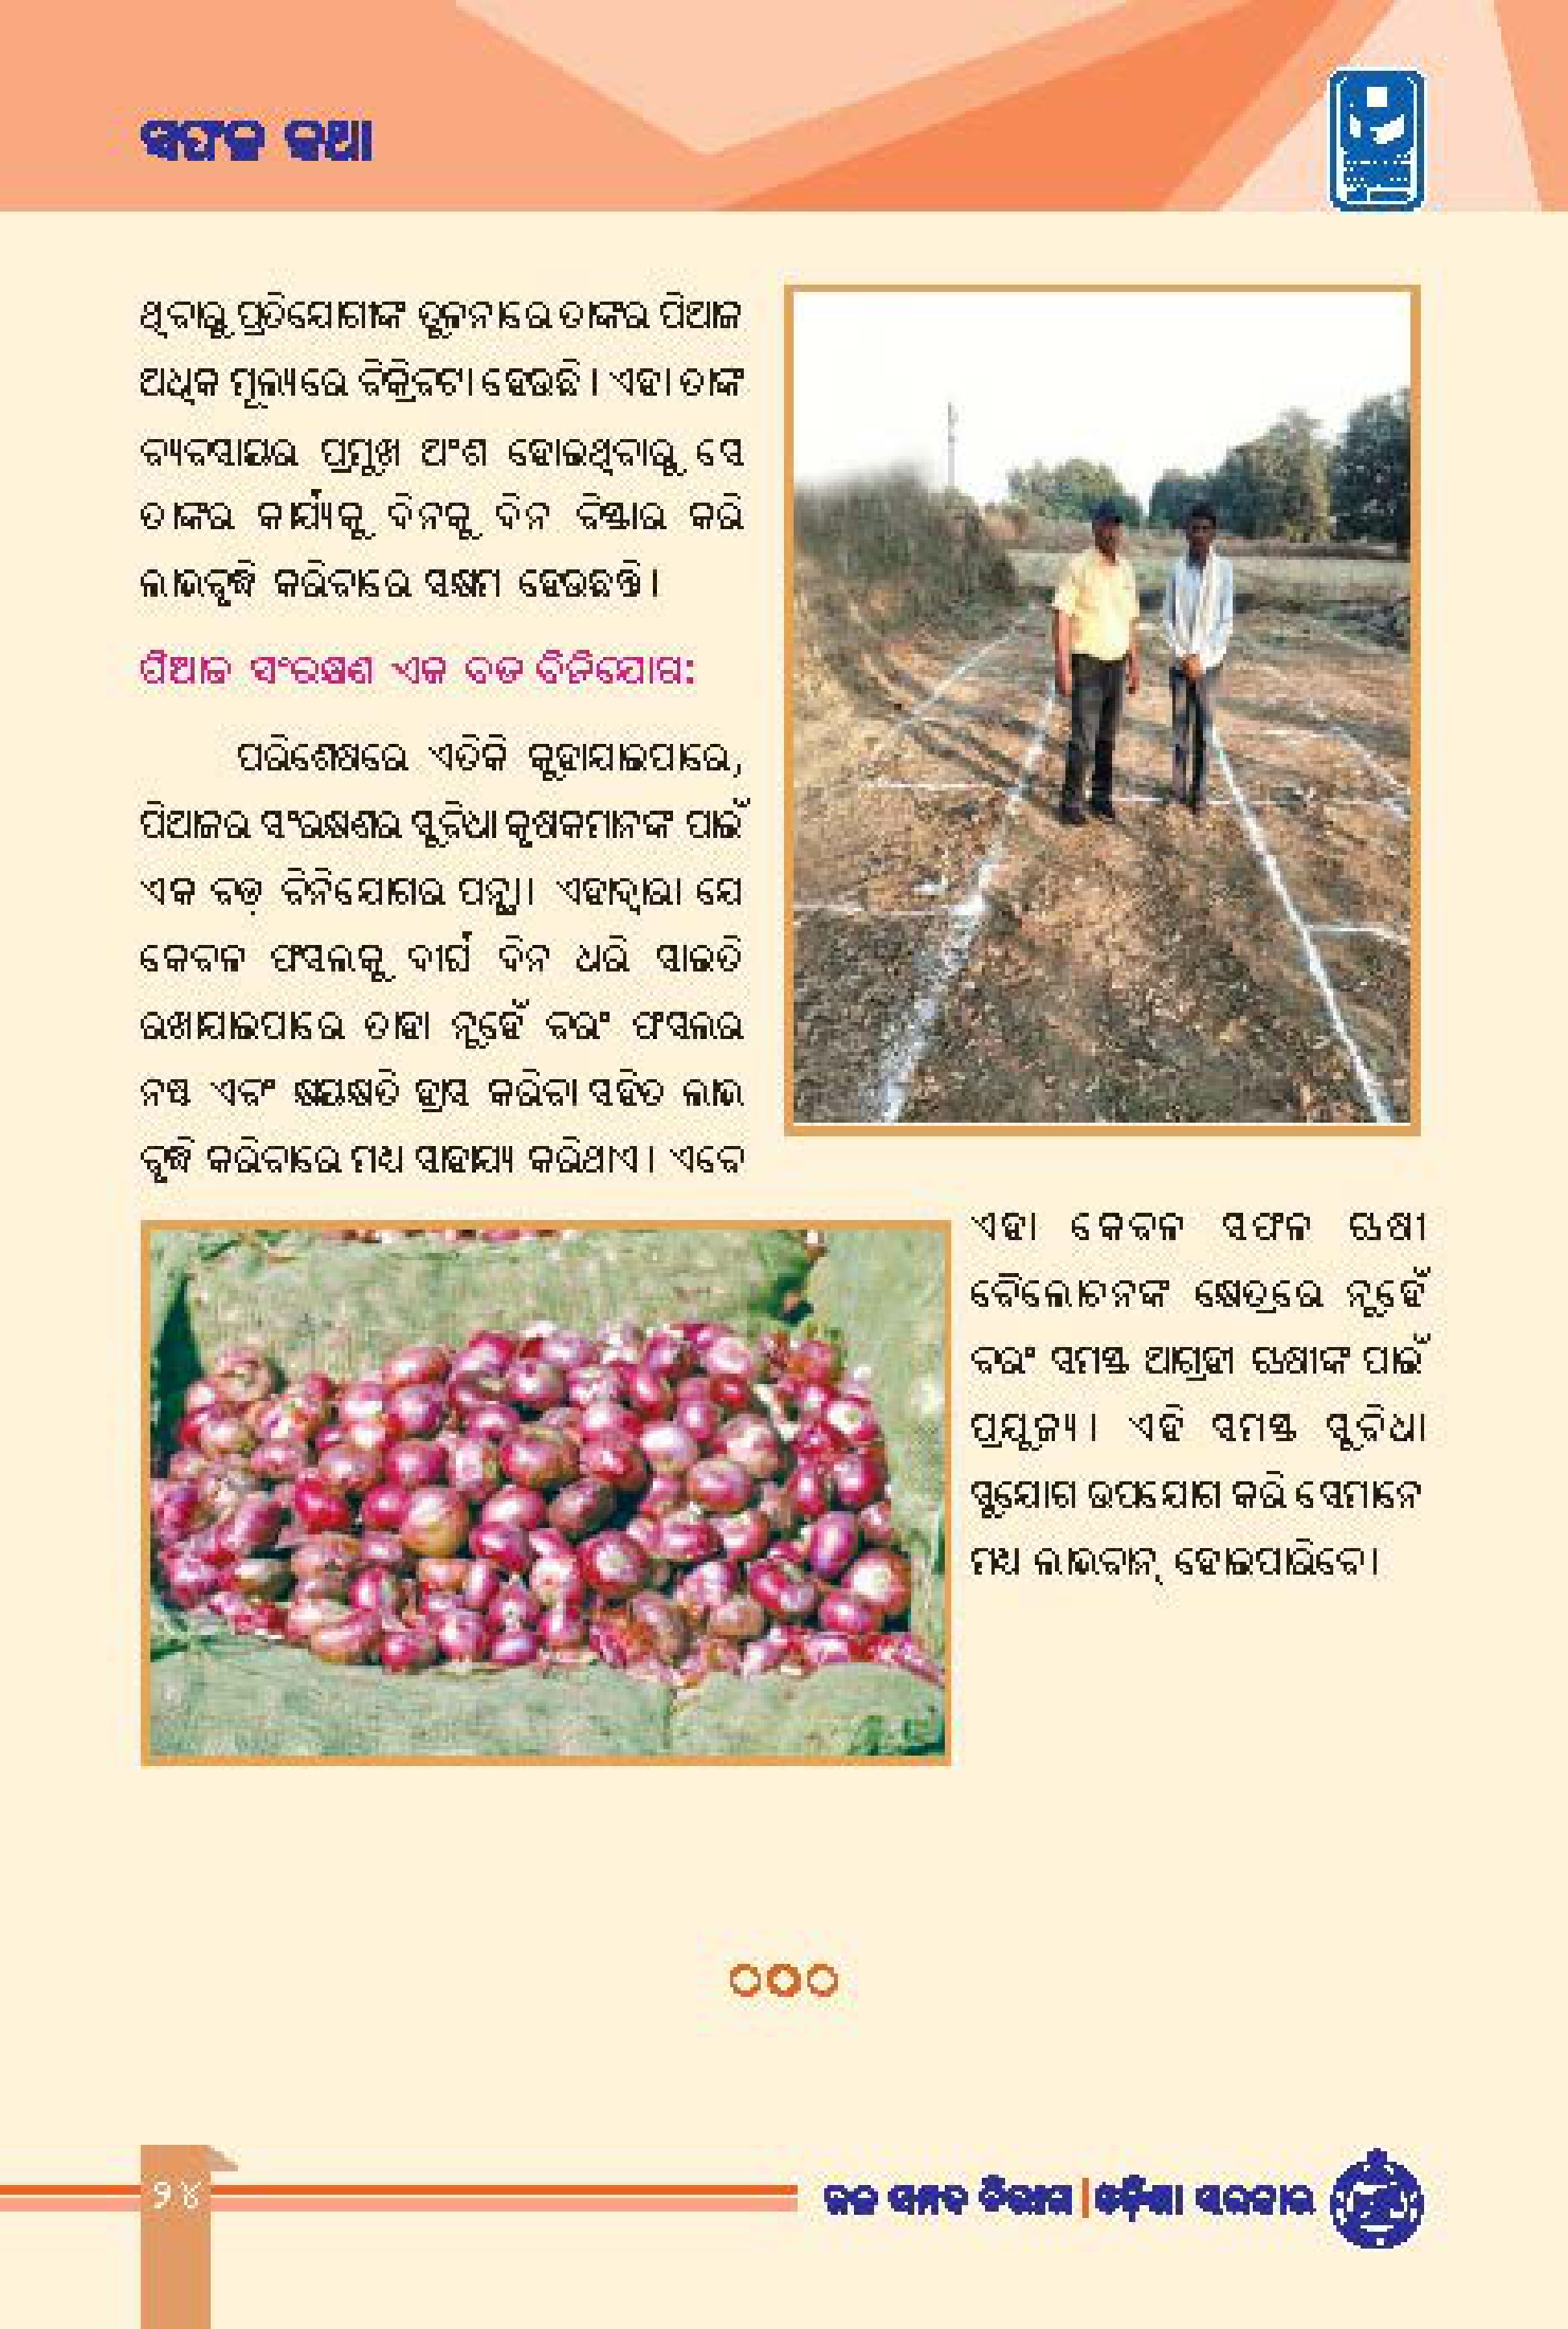 ସଫଳ କଥା
ଥିବାରୁ ପ୍ରତିଯୋଗୀଙ୍କ ତୁଳନାରେ ତାଙ୍କର ପିଆଜ
ଅଧିକ ମୂଲ୍ୟରେ ବିକ୍ରିବଟା ହେଉଛି । ଏହା ତାଙ୍କ
ବ୍ୟବସାୟର ପ୍ରମୁଖ ଅଂଶ ହୋଇଥିବାରୁ ସେ
ତାଙ୍କର କାର୍ଯ୍ୟକୁ ଦିନକୁ ଦିନ ବିସ୍ତାର କରି
ଲାଭବୃଦ୍ଧି କରିବାରେ ସକ୍ଷମ ହେଉଛନ୍ତି ।
ପିଆଜ ସଂରକ୍ଷଣ ଏକ ବଡ ବିନିଯୋଗ:
ପରିଶେଷରେ ଏତିକି କୁହାଯାଇପାରେ,
ପିଆଜର ସଂରକ୍ଷଣର ସୁବିଧା କୃଷକମାନଙ୍କ ପାଇଁ
ଏକ ବଡ଼ ବିନିଯୋଗର ପନ୍ଥା । ଏହାଦ୍ୱାରା ଯେ
କେବଳ ଫସଲକୁ ଦୀର୍ଘ ଦିନ ଧରି ସାଇତି
ରଖାଯାଇପାରେ ତାହା ନୁହେଁ ବରଂ ଫସଲର
ନଷ୍ଟ ଏବଂ କ୍ଷୟକ୍ଷତି ହ୍ରାସ କରିବା ସହିତ ଲାଭ
ବୃଦ୍ଧି କରିବାରେ ମଧ୍ୟ ସାହାଯ୍ୟ କରିଥାଏ । ଏବେ
ଏହା କେବଳ ସଫଳ ଋଷୀ
ବୈଲୋଚନଙ୍କ କ୍ଷେତ୍ରରେ ନୁହେଁ
ବରଂ ସମସ୍ତ ଆଗ୍ରହୀ ଋଷୀଙ୍କ ପାଇଁ
ପ୍ରଯୁଜ୍ୟ । ଏହି ସମସ୍ତ ସୁବିଧା
ସୁଯୋଗ ଉପଯୋଗ କରି ସେମାନେ
ମଧ୍ୟ ଲାଭବାନ୍ ହୋଇପାରିବେ ।
୨୪
ଜଳ ସମ୍ପଦ ବିଭାଗ | ଓଡ଼ିଶା ସରକାର